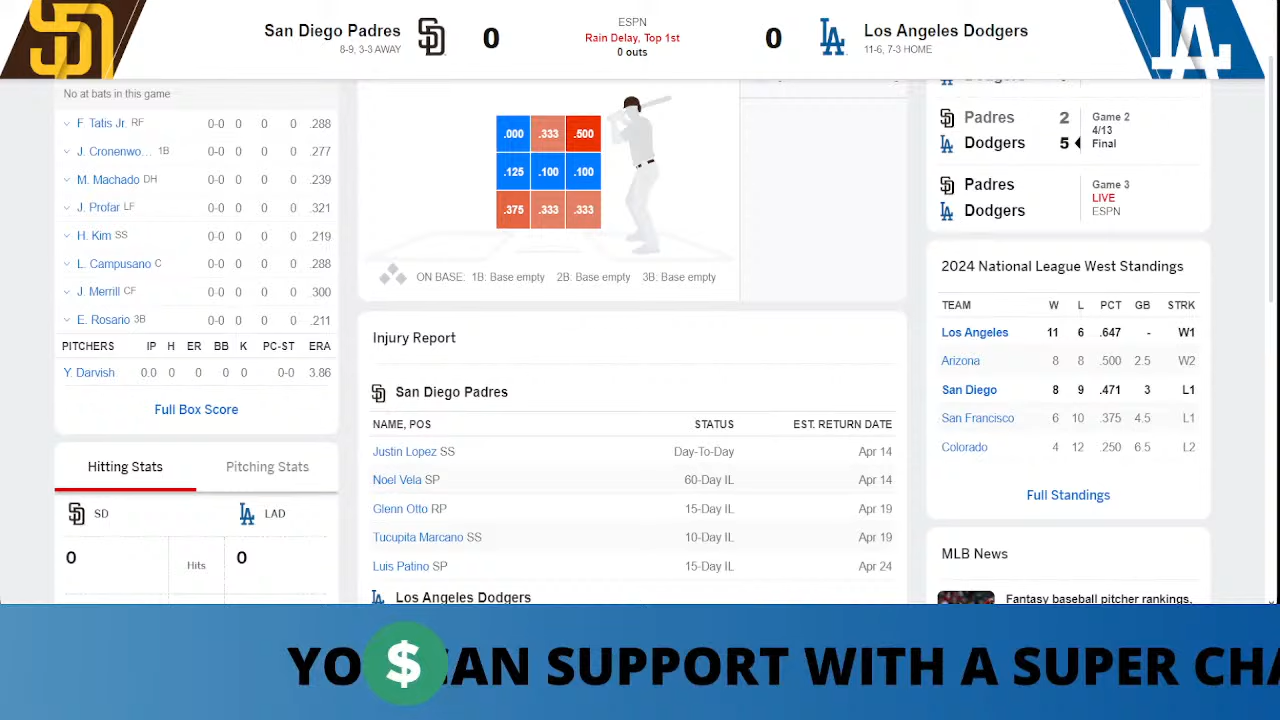 San Diego Padres
8-9, 3-3 AWAY
0
ESPN
Rain Delay, Top 1st
0 outs
0
Los Angeles Dodgers
11-6, 7-3 HOME
No at bats in this game
F. Tatis Jr. RF 0-0 0 0 0 .288
J. Cronenwo... 1B 0-0 0 0 0 .277
M. Machado DH 0-0 0 0 0 .239
J. Profar LF 0-0 0 0 0 .321
H. Kim SS 0-0 0 0 0 .219
L. Campusano C 0-0 0 0 0 .288
J. Merrill CF 0-0 0 0 0 .300
E. Rosario 3B 0-0 0 0 0 .211
PITCHERS IP H ER BB K PC-ST ERA
Y. Darvish 0.0 0 0 0 0 0-0 3.86
Full Box Score
Hitting Stats Pitching Stats
SD LAD
0 Hits 0
.000 .333 .500
.125 .100 .100
.375 .333 .333
ON BASE: 1B: Base empty 2B: Base empty 3B: Base empty
Injury Report
San Diego Padres
NAME, POS STATUS EST. RETURN DATE
Justin Lopez SS Day-To-Day Apr 14
Noel Vela SP 60-Day IL Apr 14
Glenn Otto RP 15-Day IL Apr 19
Tucupita Marcano SS 10-Day IL Apr 19
Luis Patino SP 15-Day IL Apr 24
Los Angeles Dodgers
Padres 2 Game 2
4/13
Dodgers 5 Final
Padres Game 3
LIVE
Dodgers ESPN
2024 National League West Standings
TEAM W L PCT GB STRK
Los Angeles 11 6 .647 - W1
Arizona 8 8 .500 2.5 W2
San Diego 8 9 .471 3 L1
San Francisco 6 10 .375 4.5 L1
Colorado 4 12 .250 6.5 L2
Full Standings
MLB News
Fantasy baseball pitcher rankings,
YO $ AN SUPPORT WITH A SUPER CHA